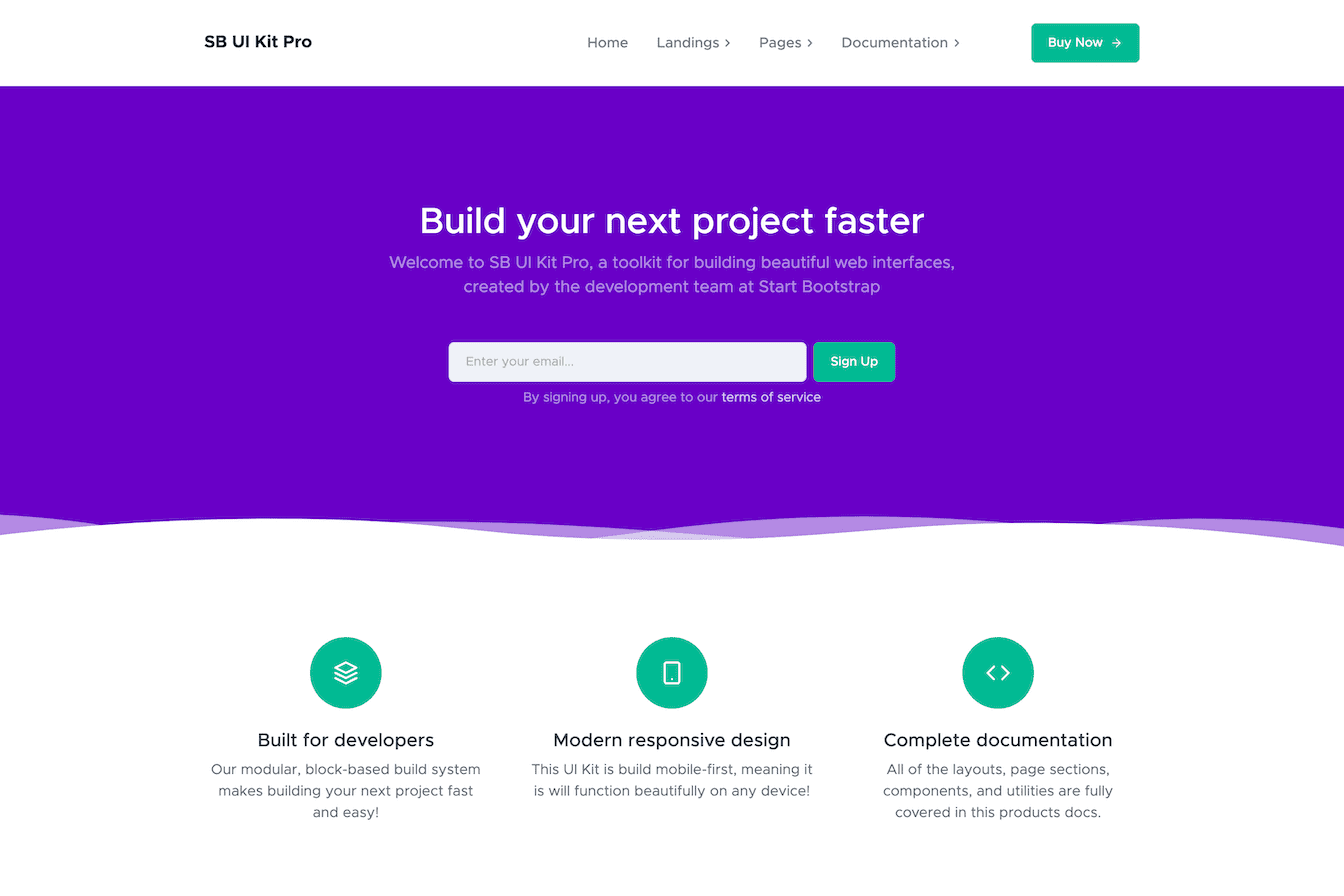 SB UI Kit Pro
Home
Landings
Pages
Documentation
Buy Now
Build your next project faster
Welcome to SB UI Kit Pro, a toolkit for building beautiful web interfaces,
created by the development team at Start Bootstrap
Enter your email...
Sign Up
By signing up, you agree to our terms of service
Built for developers
Our modular, block-based build system
makes building your next project fast
and easy!
Modern responsive design
This UI Kit is build mobile-first, meaning it
is will function beautifully on any device!
Complete documentation
All of the layouts, page sections,
components, and utilities are fully
covered in this products docs.